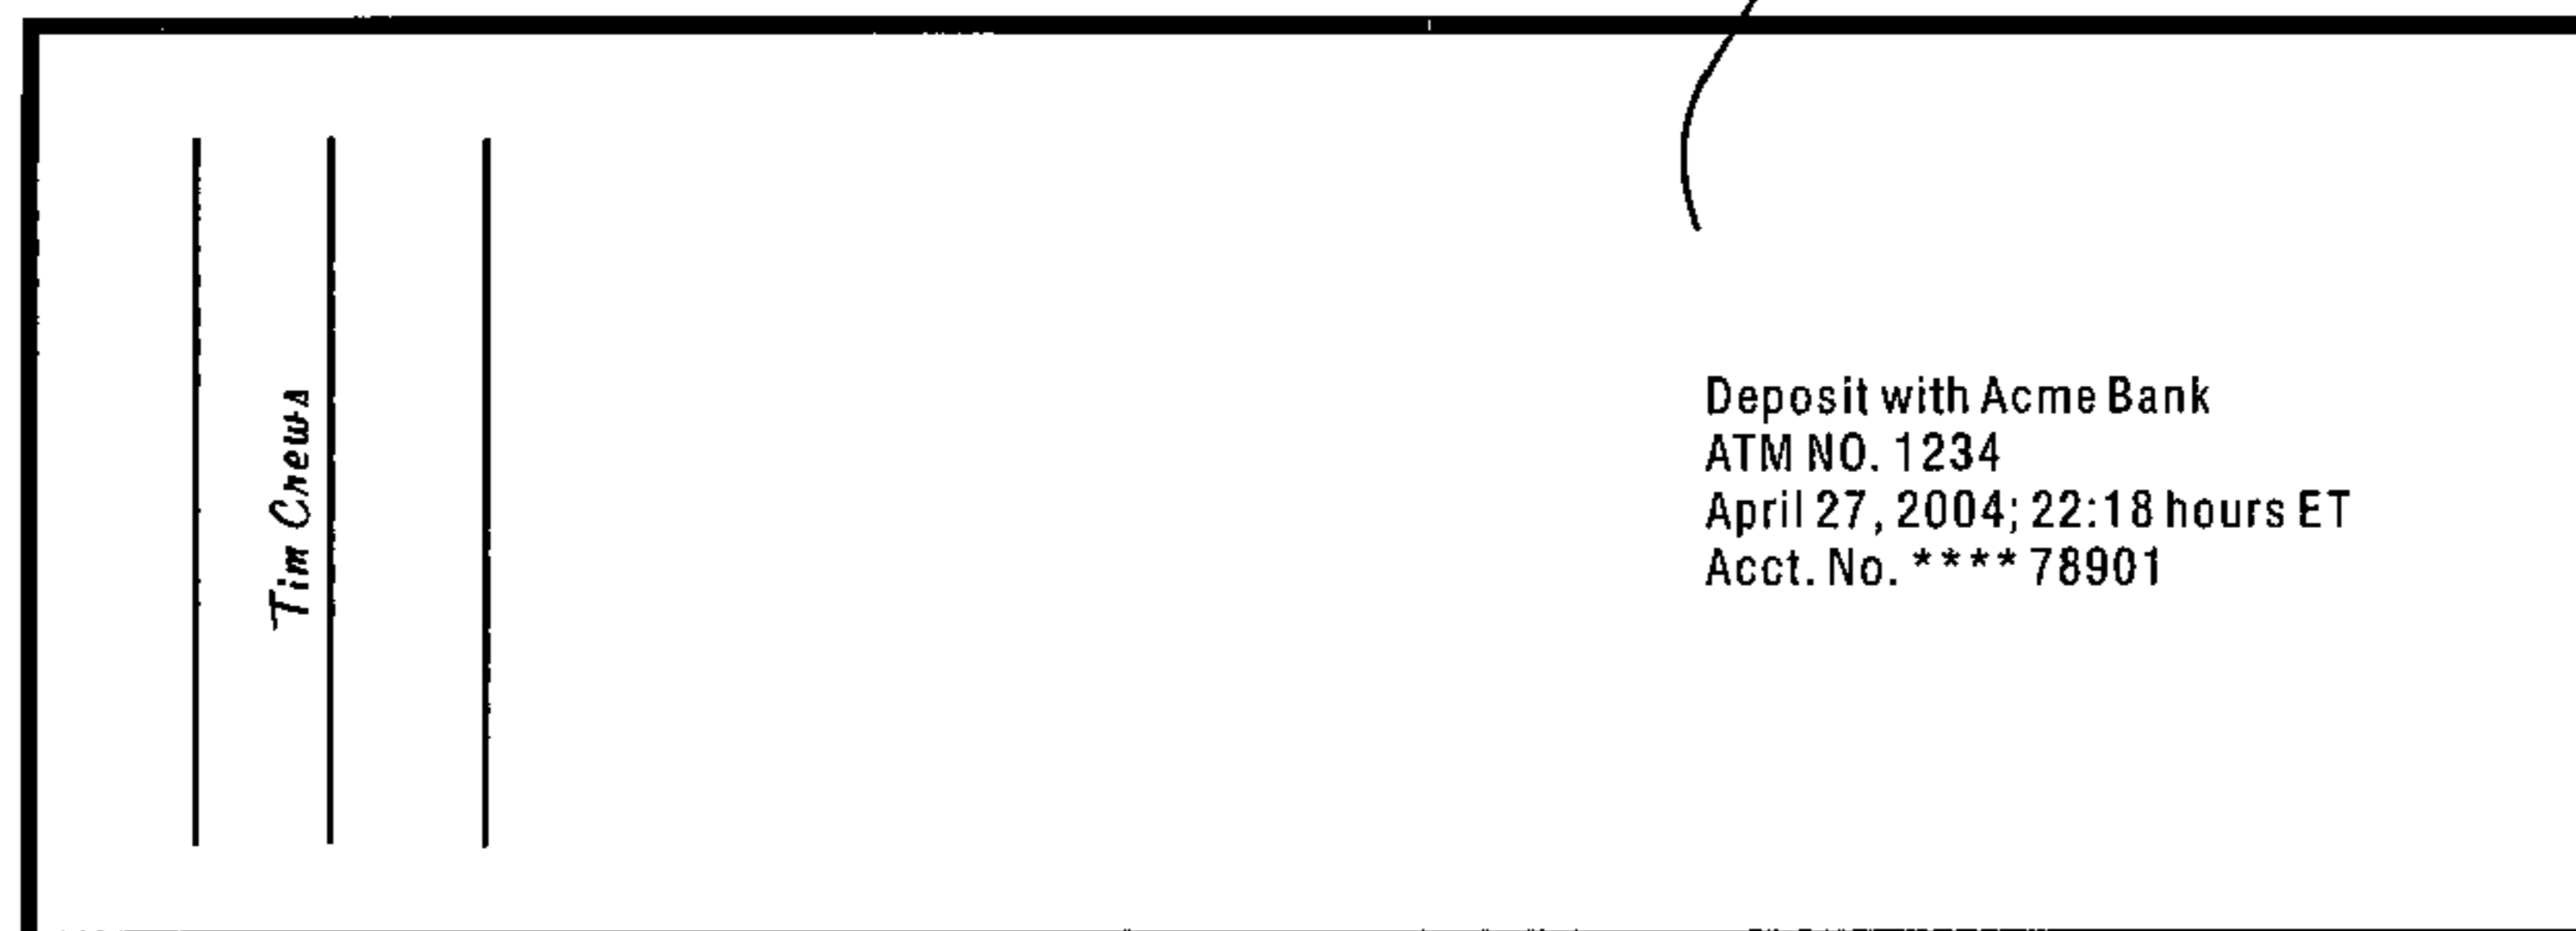 Tim Crews
Deposit with Acme Bank
ATM NO. 1234
April 27, 2004; 22:18 hours ET
Acct. No. ****78901